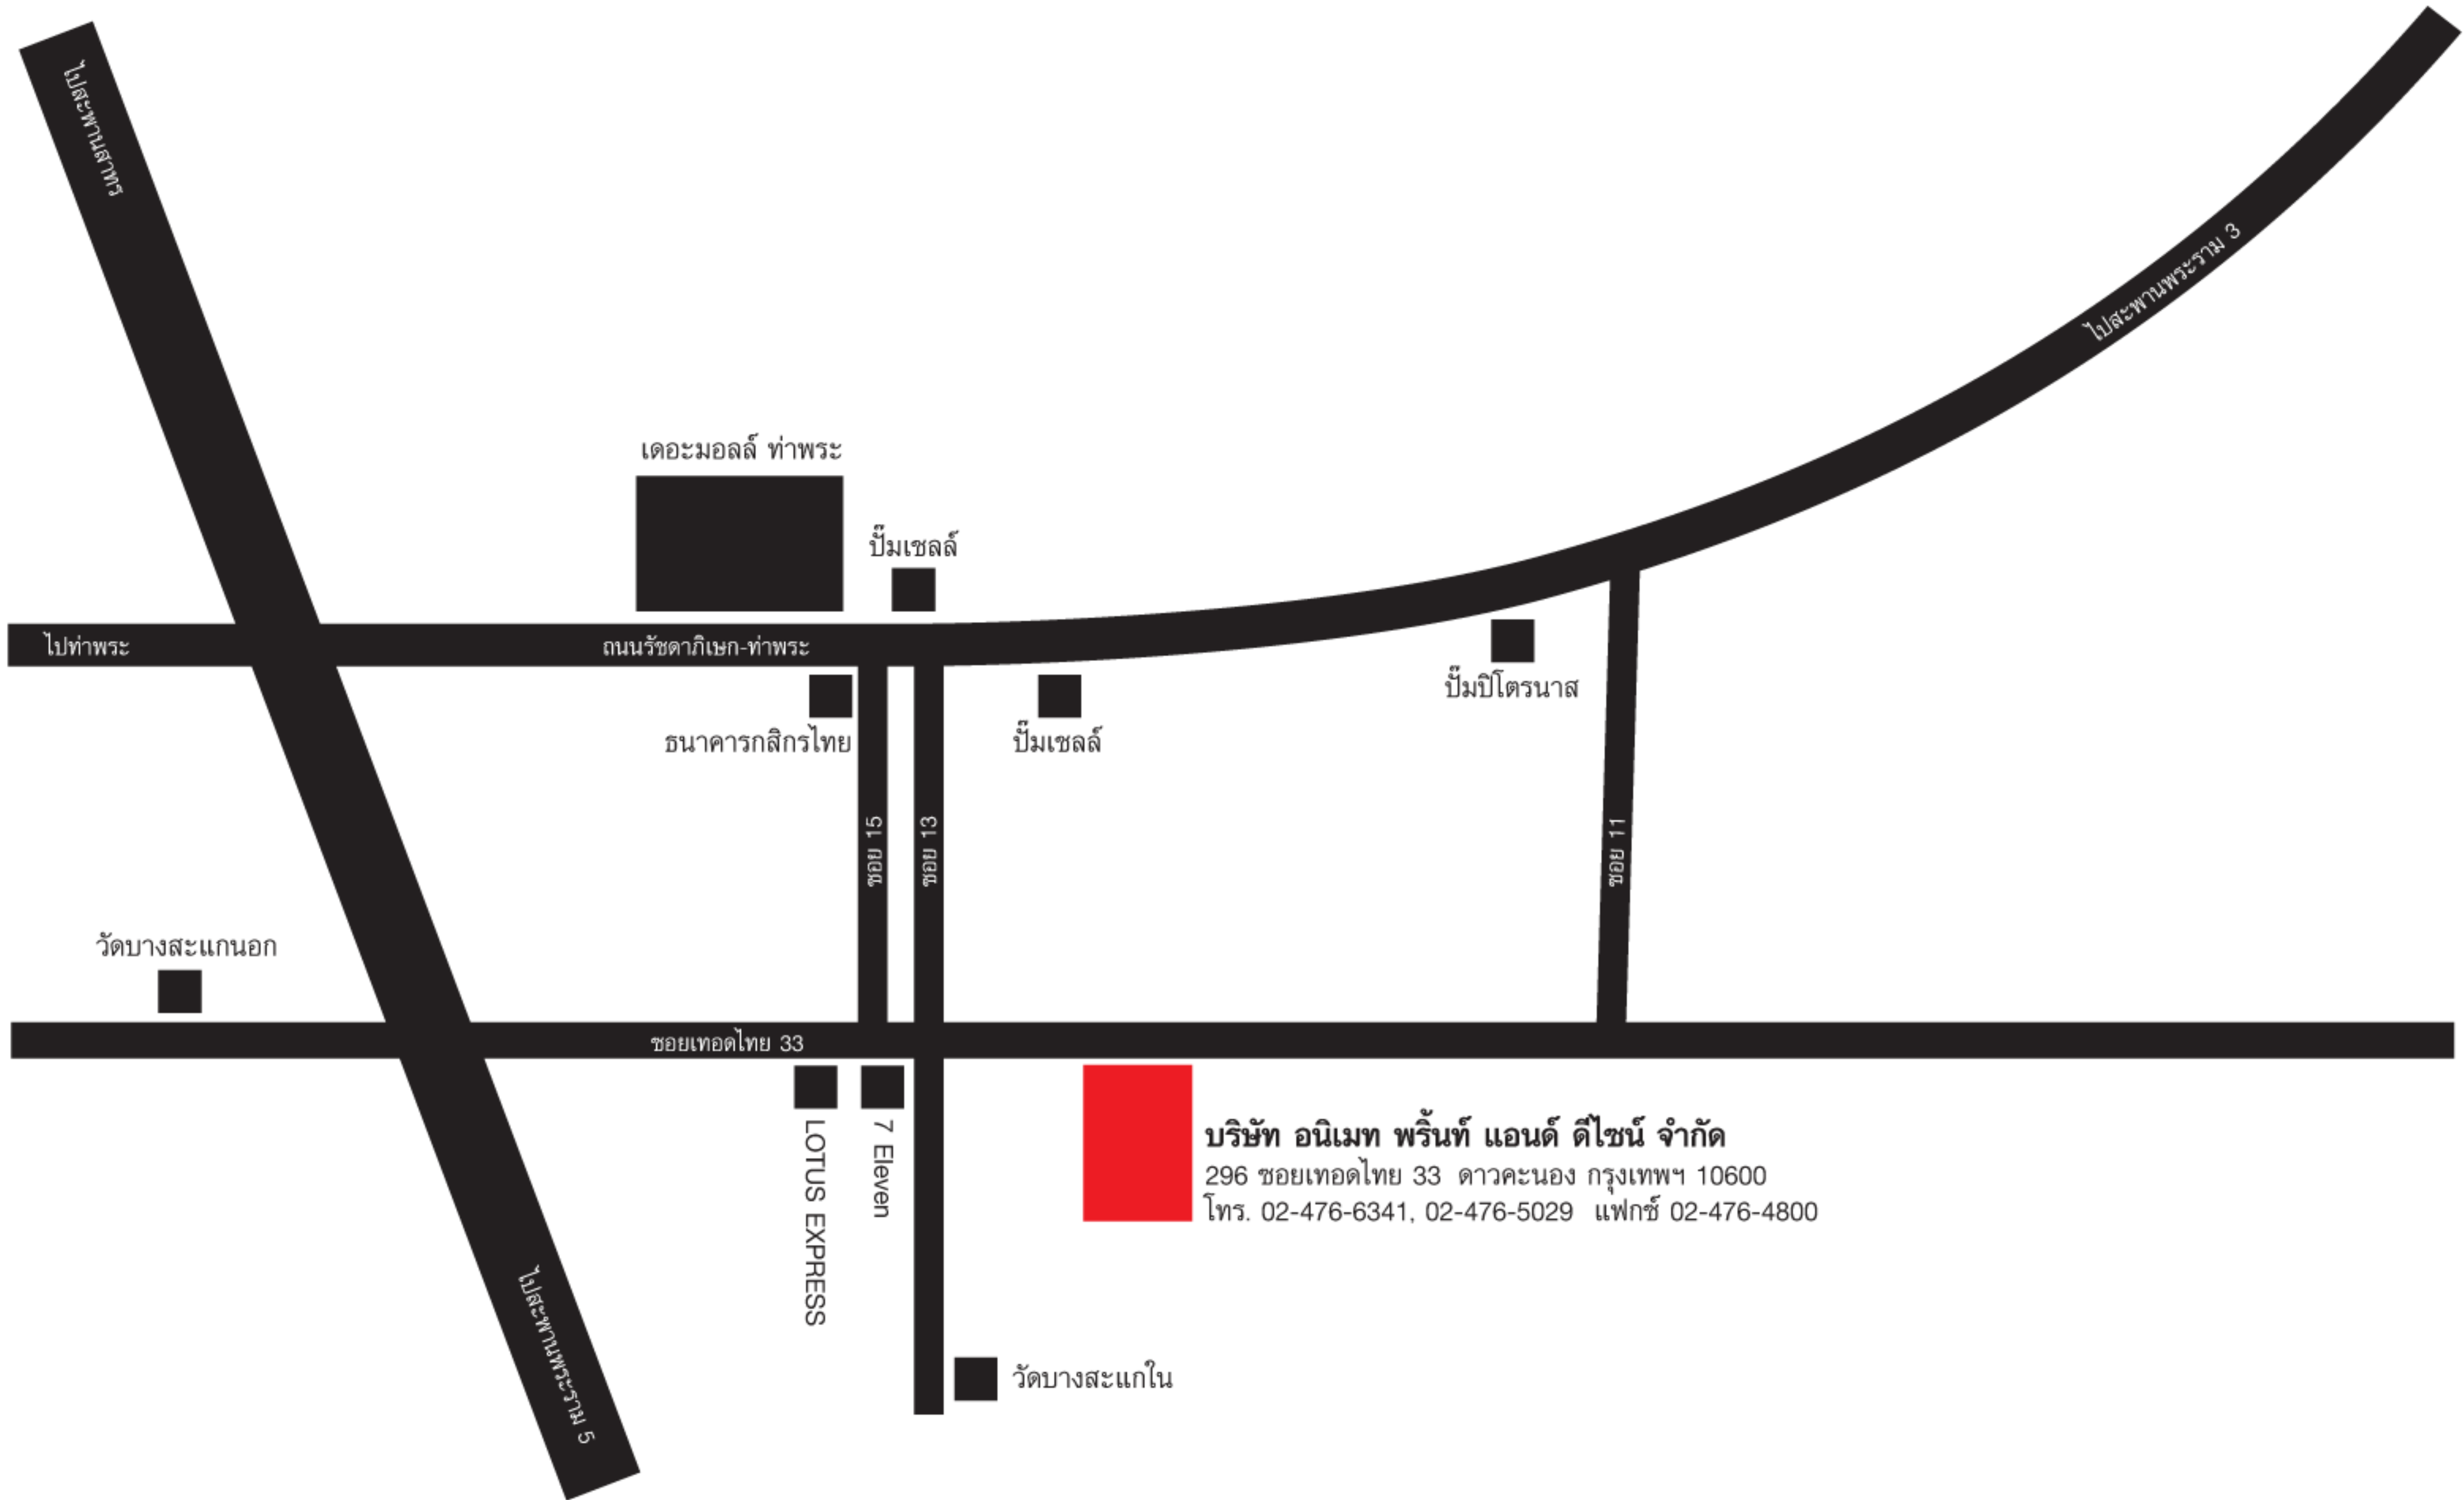 ไปสะพานสาทร
ไปสะพานพระราม 3
เดอะมอลล์ ท่าพระ
ปั๊มเชลล์
ไปท่าพระ
ถนนรัชดาภิเษก-ท่าพระ
ธนาคารกสิกรไทย
ปั๊มเชลล์
ปั๊มปิโตรนาส
ซอย 15
ซอย 13
ซอย 11
วัดบางสะแกนอก
ซอยเทอดไทย 33
LOTUS EXPRESS
7 Eleven
บริษัท อนิเมท พริ้นท์ แอนด์ ดีไซน์ จำกัด
296 ซอยเทอดไทย 33 ดาวคะนอง กรุงเทพฯ 10600
โทร. 02-476-6341, 02-476-5029 แฟกซ์ 02-476-4800
ไปสะพานพระราม 5
วัดบางสะแกใน